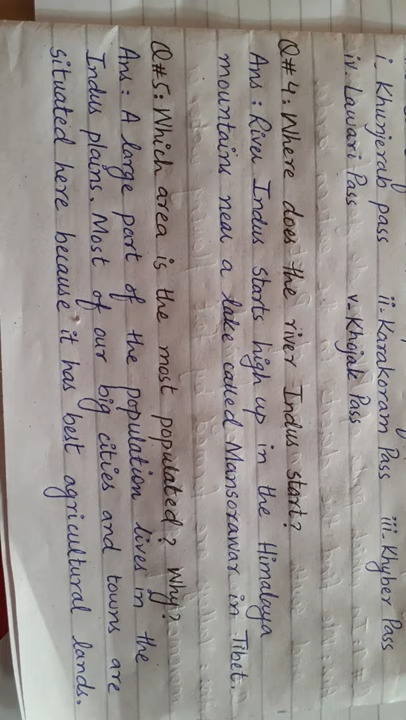 i. Khunjerab pass ii. Karakoram Pass iii. Khyber Pass
iv. Lawari Pass v. Khojak Pass
Q#4: Where does the river Indus start?
Ans: River Indus starts high up in the Himalaya
mountains near a lake called Mansorawar in Tibet.
Q#5: Which area is the most populated? Why?
Ans: A large part of the population lives in the
Indus plains. Most of our big cities and towns are
situated here because it has best agricultural lands.